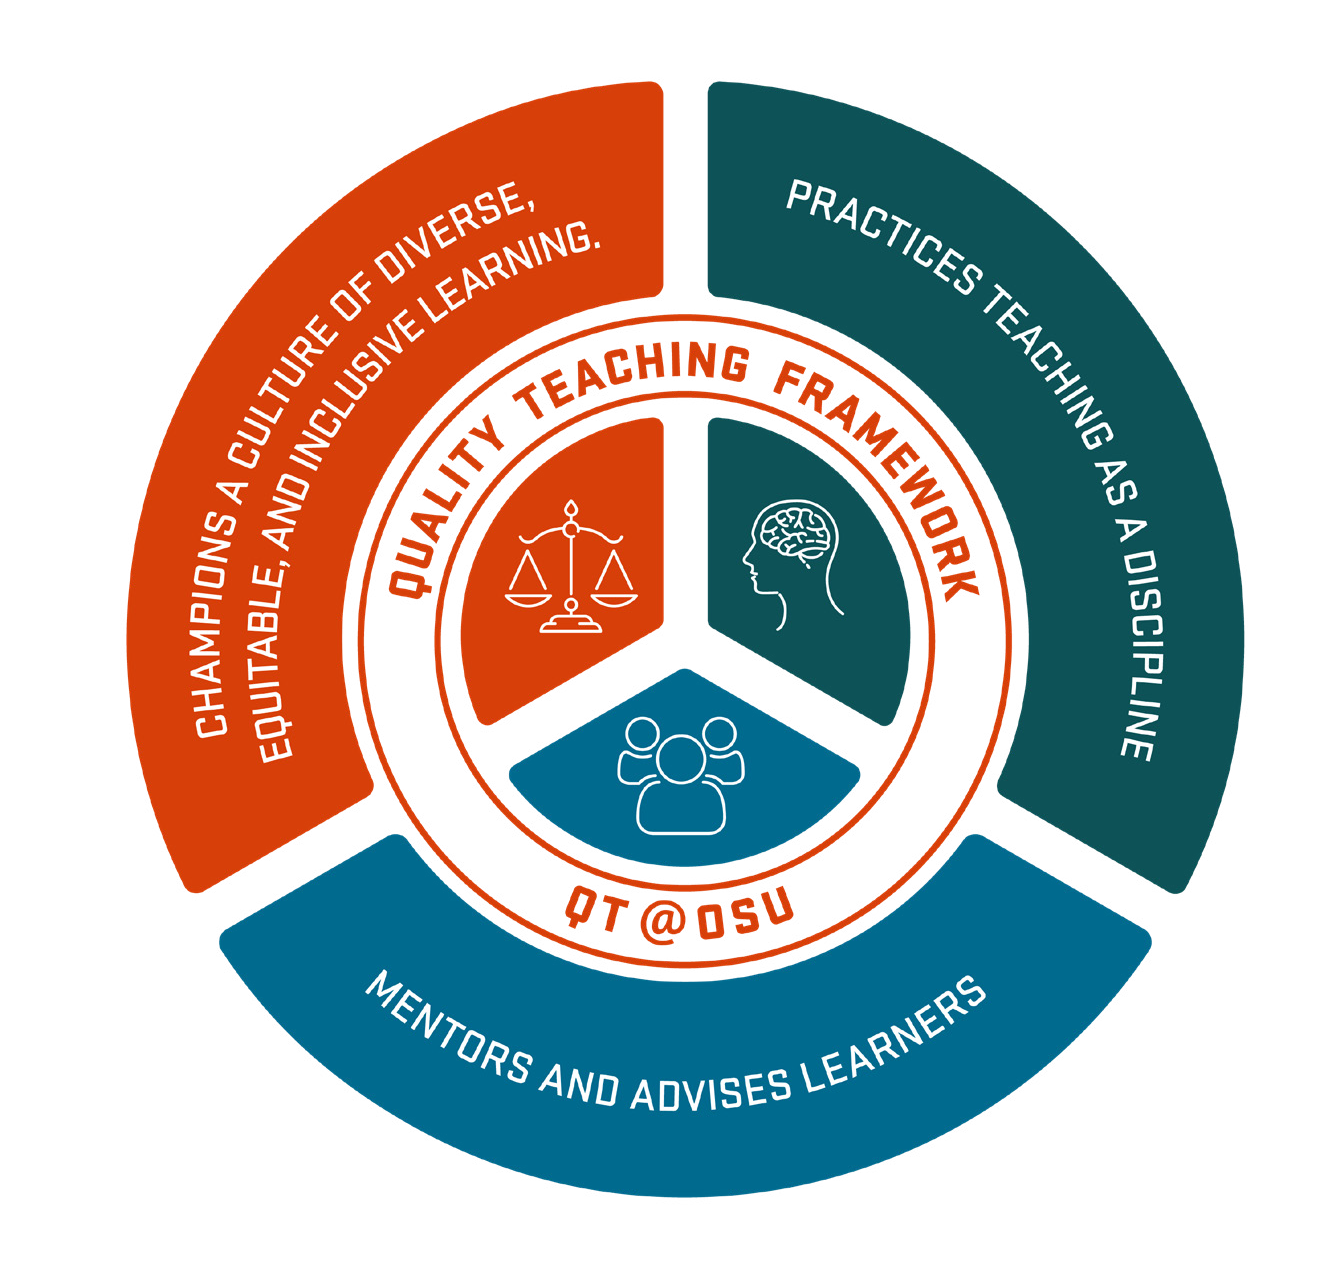 CHAMPIONS A CULTURE OF DIVERSE,
EQUITABLE, AND INCLUSIVE LEARNING.
PRACTICES TEACHING AS A DISCIPLINE
QUALITY TEACHING FRAMEWORK
QT@OSU
MENTORS AND ADVISES LEARNERS